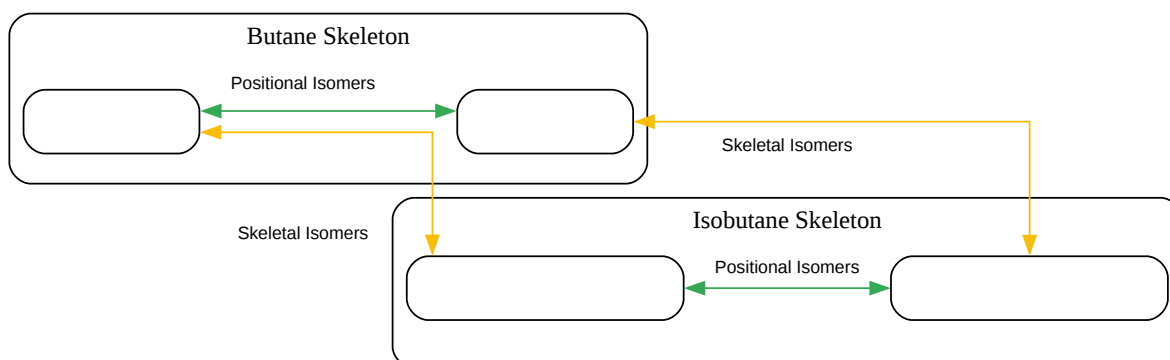 Butane Skeleton
Positional Isomers
Skeletal Isomers
Isobutane Skeleton
Skeletal Isomers
Positional Isomers